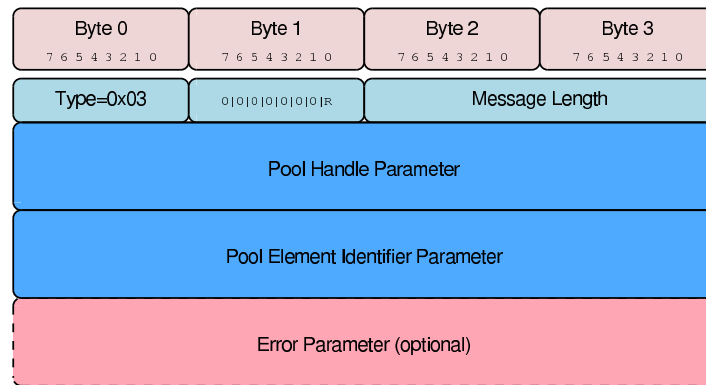 Byte 0 Byte 1 Byte 2 Byte 3
7 6 5 4 3 2 1 0 7 6 5 4 3 2 1 0 7 6 5 4 3 2 1 0 7 6 5 4 3 2 1 0
Type=0x03 0|0|0|0|0|0|0|R Message Length
Pool Handle Parameter
Pool Element Identifier Parameter
Error Parameter (optional)